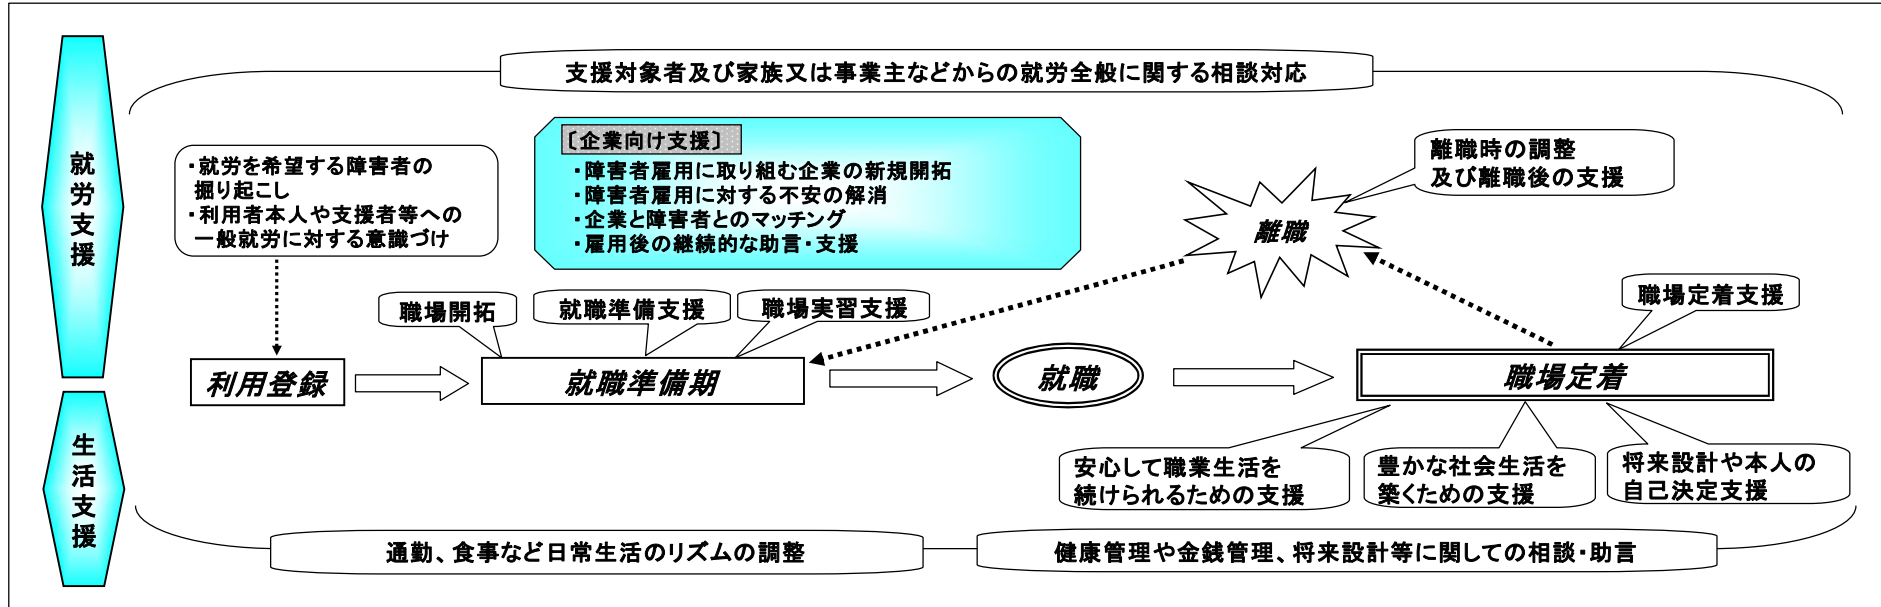 就労支援
支援対象者及び家族又は事業主などからの就労全般に関する相談対応
・就労を希望する障害者の
掘り起こし
・利用者本人や支援者等への
一般就労に対する意識づけ
〔企業向け支援〕
・障害者雇用に取り組む企業の新規開拓
・障害者雇用に対する不安の解消
・企業と障害者とのマッチング
・雇用後の継続的な助言・支援
離職時の調整
及び離職後の支援
離職
職場開拓
就職準備支援
職場実習支援
職場定着支援
利用登録
就職準備期
就職
職場定着
生活支援
安心して職業生活を
続けられるための支援
豊かな社会生活を
築くための支援
将来設計や本人の
自己決定支援
通勤、食事など日常生活のリズムの調整
健康管理や金銭管理、将来設計等に関しての相談・助言